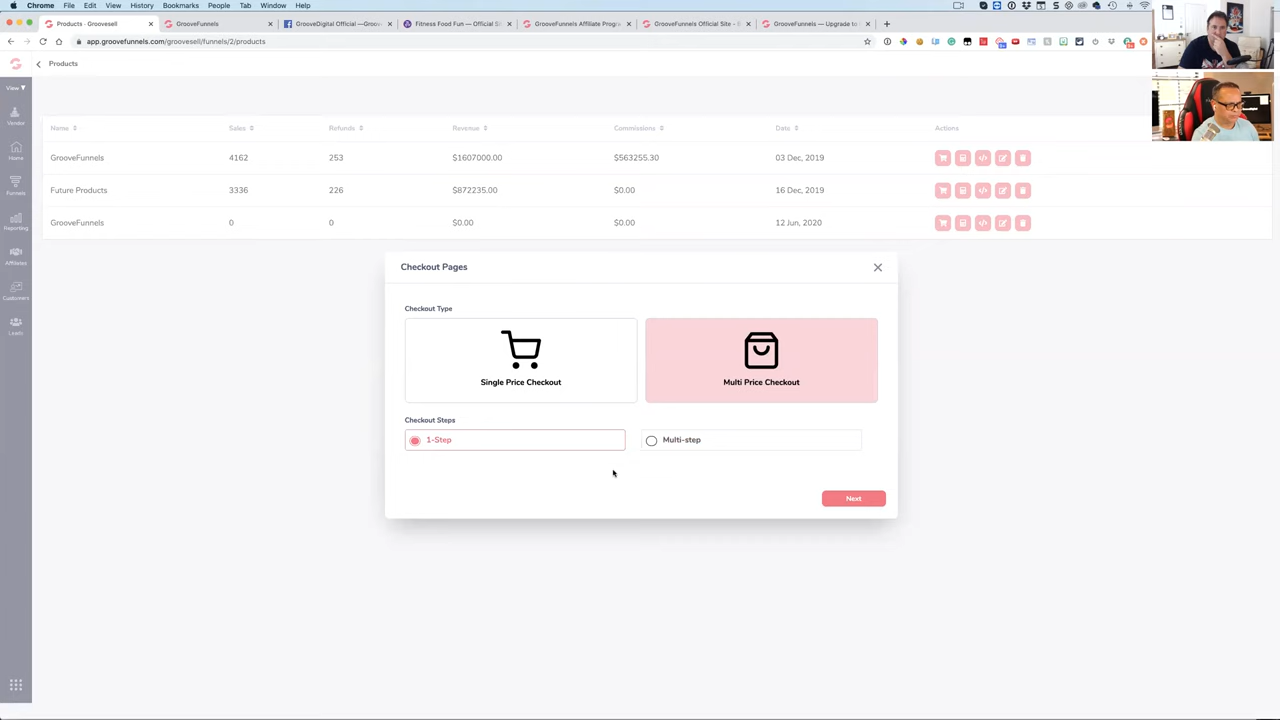 Chrome File Edit View History Bookmarks People Tab Window Help
Products - Groovesell
GrooveFunnels
GrooveDigital Official —Groov
Fitness Food Fun — Official Si
GrooveFunnels Affiliate Progr
GrooveFunnels Official Site -
GrooveFunnels — Upgrade to
app.groovefunnels.com/groovesell/funnels/2/products
Products
View
Vendor
Home
Funnels
Reporting
Affiliates
Customers
Leads
Name Sales Refunds Revenue Commissions Date Actions
GrooveFunnels 4162 253 $1607000.00 $563255.30 03 Dec, 2019
Future Products 3336 226 $872235.00 $0.00 16 Dec, 2019
GrooveFunnels 0 0 $0.00 $0.00 12 Jun, 2020
Checkout Pages
Checkout Type
Single Price Checkout
Multi Price Checkout
Checkout Steps
1-Step
Multi-step
Next